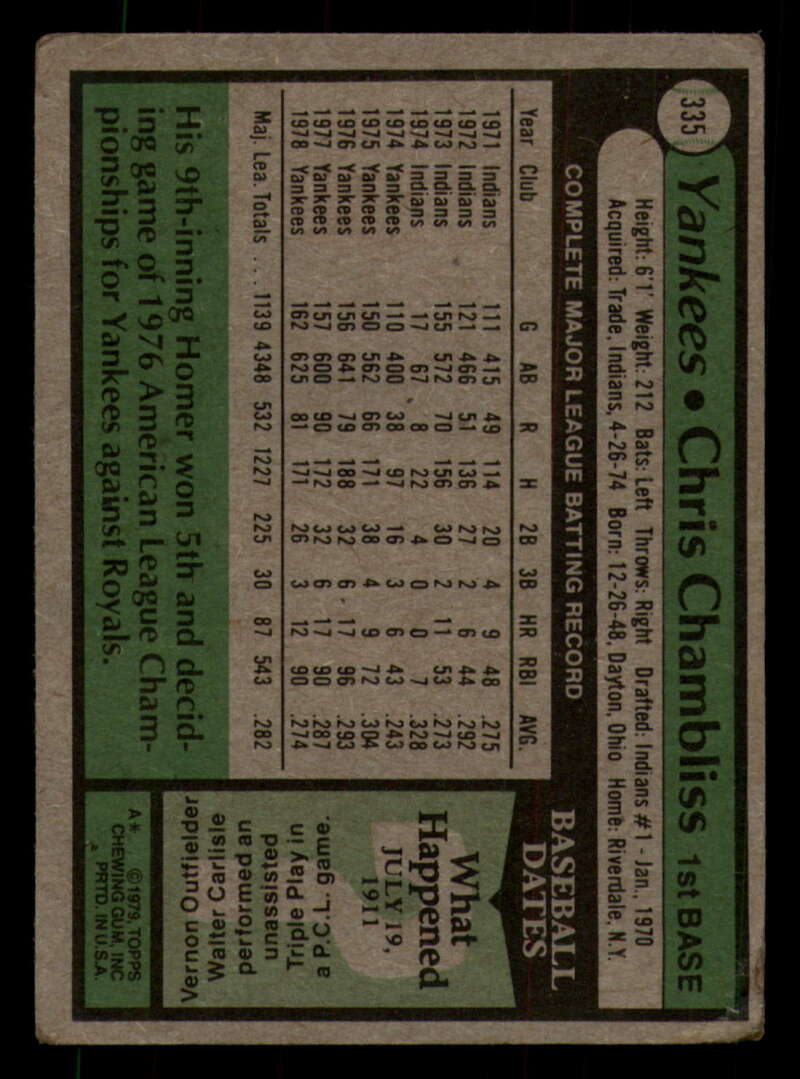 335
Yankees • Chris Chambliss 1st BASE
Height: 6'1' Weight: 212 Bats: Left Throws: Right Drafted: Indians #1 - Jan., 1970
Acquired: Trade, Indians, 4-26-74 Born: 12-26-48, Dayton, Ohio Home: Riverdale, N.Y.
COMPLETE MAJOR LEAGUE BATTING RECORD
Year Club G AB R H 2B 3B HR RBI AVG.
1971 Indians 111 415 49 114 20 4 9 48 .275
1972 Indians 121 466 51 136 27 2 6 44 .292
1973 Indians 155 572 70 156 30 2 11 53 .273
1974 Indians 17 67 8 22 4 0 0 7 .328
1974 Yankees 110 400 38 97 16 3 6 43 .243
1975 Yankees 150 562 66 171 38 4 9 72 .304
1976 Yankees 156 641 79 188 32 6 17 96 .293
1977 Yankees 157 600 90 172 32 6 17 90 .287
1978 Yankees 162 625 81 171 26 3 12 90 .274
Maj. Lea. Totals ... 1139 4348 532 1227 225 30 87 543 .282
His 9th-inning Homer won 5th and decid-
ing game of 1976 American League Cham-
pionships for Yankees against Royals.
BASEBALL
DATES
What
Happened
JULY 19,
1911
Vernon Outfielder
Walter Carlisle
performed an
unassisted
Triple Play in
a P.C.L. game.
A* ©1979, TOPPS
CHEWING GUM, INC
PRTD. IN U.S.A.